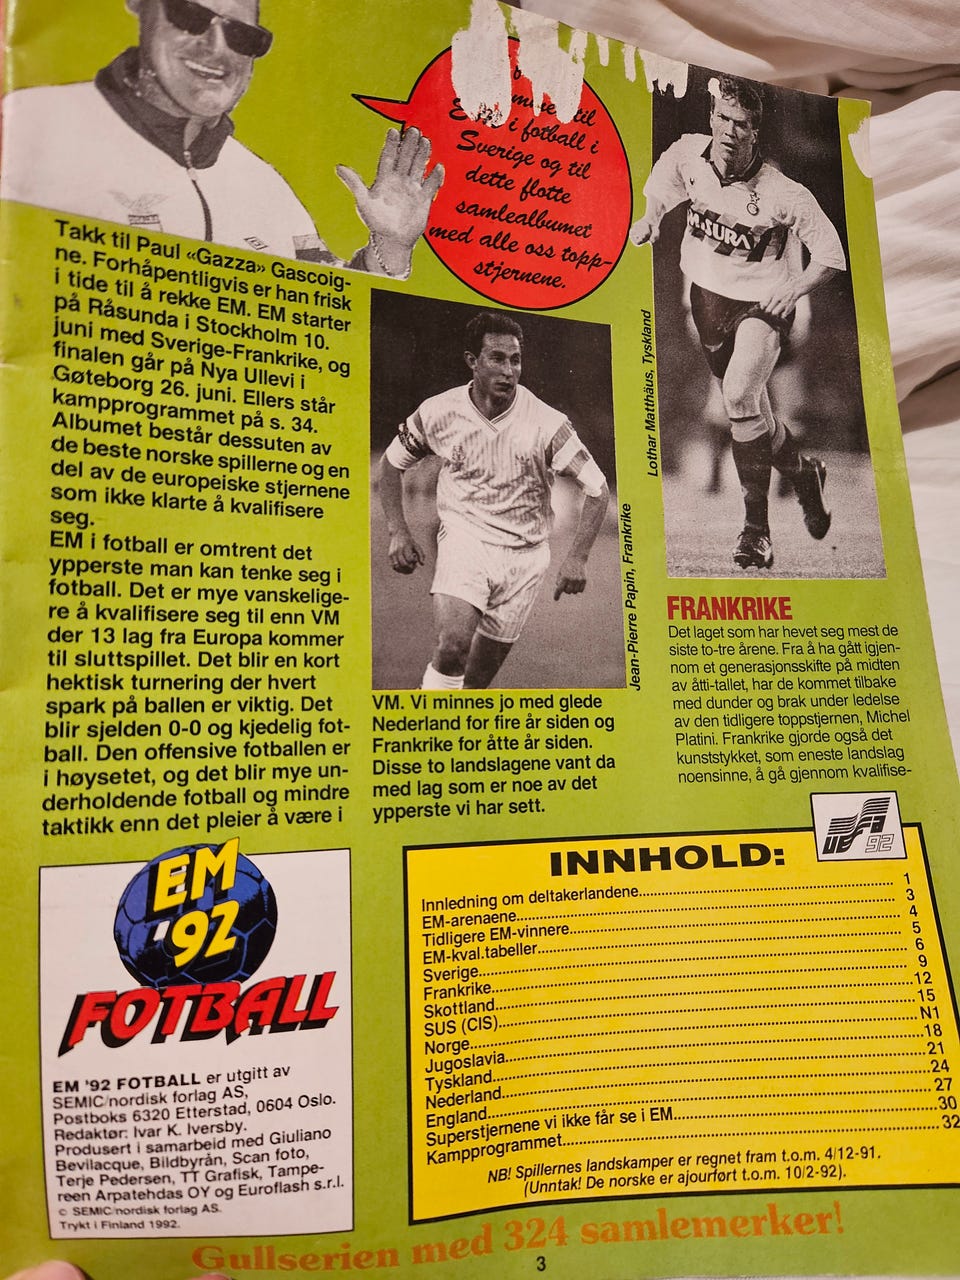 til
EM i fotball i
Sverige og til
dette flotte
samlealbumet
med alle oss topp-
stjernene.
Takk til Paul «Gazza» Gascoig-
ne. Forhåpentligvis er han frisk
i tide til å rekke EM. EM starter
på Råsunda i Stockholm 10.
juni med Sverige-Frankrike, og
finalen går på Nya Ullevi i
Gøteborg 26. juni. Ellers står
kampprogrammet på s. 34.
Albumet består dessuten av
de beste norske spillerne og en
del av de europeiske stjernene
som ikke klarte å kvalifisere
seg.
EM i fotball er omtrent det
ypperste man kan tenke seg i
fotball. Det er mye vanskelige-
re å kvalifisere seg til enn VM
der 13 lag fra Europa kommer
til sluttspillet. Det blir en kort
hektisk turnering der hvert
spark på ballen er viktig. Det
blir sjelden 0-0 og kjedelig fot-
ball. Den offensive fotballen er
i høysetet, og det blir mye un-
derholdende fotball og mindre
taktikk enn det pleier å være i
Jean-Pierre Papin, Frankrike
VM. Vi minnes jo med glede
Nederland for fire år siden og
Frankrike for åtte år siden.
Disse to landslagene vant da
med lag som er noe av det
ypperste vi har sett.
MISURA
Lothar Matthäus, Tyskland
FRANKRIKE
Det laget som har hevet seg mest de
siste to-tre årene. Fra å ha gått igjen-
nom et generasjonsskifte på midten
av åtti-tallet, har de kommet tilbake
med dunder og brak under ledelse
av den tidligere toppstjernen, Michel
Platini. Frankrike gjorde også det
kunststykket, som eneste landslag
noensinne, å gå gjennom kvalifise-
EM
'92
FOTBALL
EM '92 FOTBALL er utgitt av
SEMIC/nordisk forlag AS,
Postboks 6320 Etterstad, 0604 Oslo.
Redaktør: Ivar K. Iversby.
Produsert i samarbeid med Giuliano
Bevilacque, Bildbyrån, Scan foto,
Terje Pedersen, TT Grafisk, Tampe-
reen Arpatehdas OY og Euroflash s.r.l.
© SEMIC/nordisk forlag AS.
Trykt i Finland 1992.
UEFA
92
INNHOLD:
Innledning om deltakerlandene 1
EM-arenaene 3
Tidligere EM-vinnere 4
EM-kval.tabeller 5
Sverige 6
Frankrike 9
Skottland 12
SUS (CIS) 15
Norge N1
Jugoslavia 18
Tyskland 21
Nederland 24
England 27
Superstjernene vi ikke får se i EM 30
Kampprogrammet 32
NB! Spillernes landskamper er regnet fram t.o.m. 4/12-91.
(Unntak! De norske er ajourført t.o.m. 10/2-92).
Gullserien med 324 samlemerker!
3